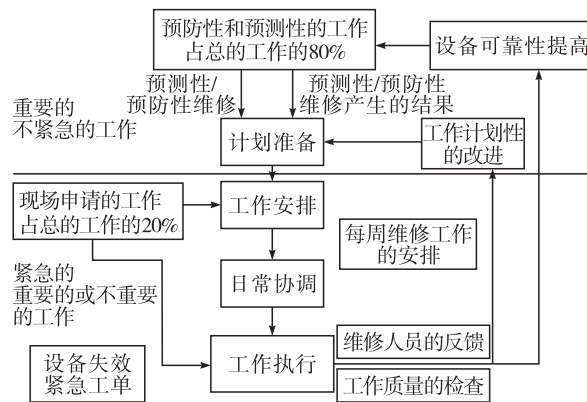 预防性和预测性的工作
占总的工作的80%
设备可靠性提高
预测性/
预防性维修
预测性/预防性
维修产生的结果
重要的
不紧急的工作
计划准备
工作计划性
的改进
现场申请的工作
占总的工作的20%
工作安排
每周维修工作
的安排
紧急的
重要的或不重要
的工作
日常协调
设备失效
紧急工单
工作执行
维修人员的反馈
工作质量的检查